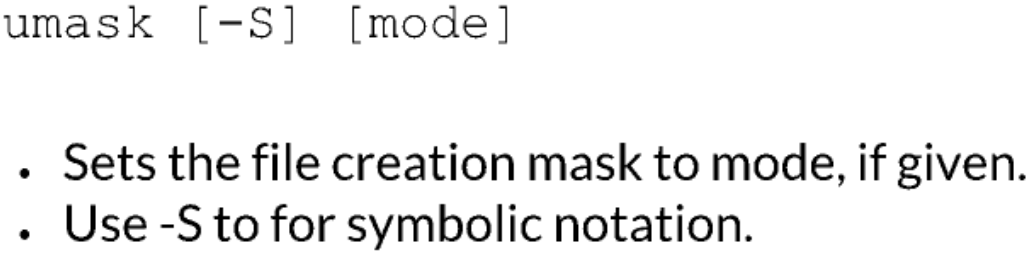 umask [-S] [mode]
• Sets the file creation mask to mode, if given.
• Use -S to for symbolic notation.